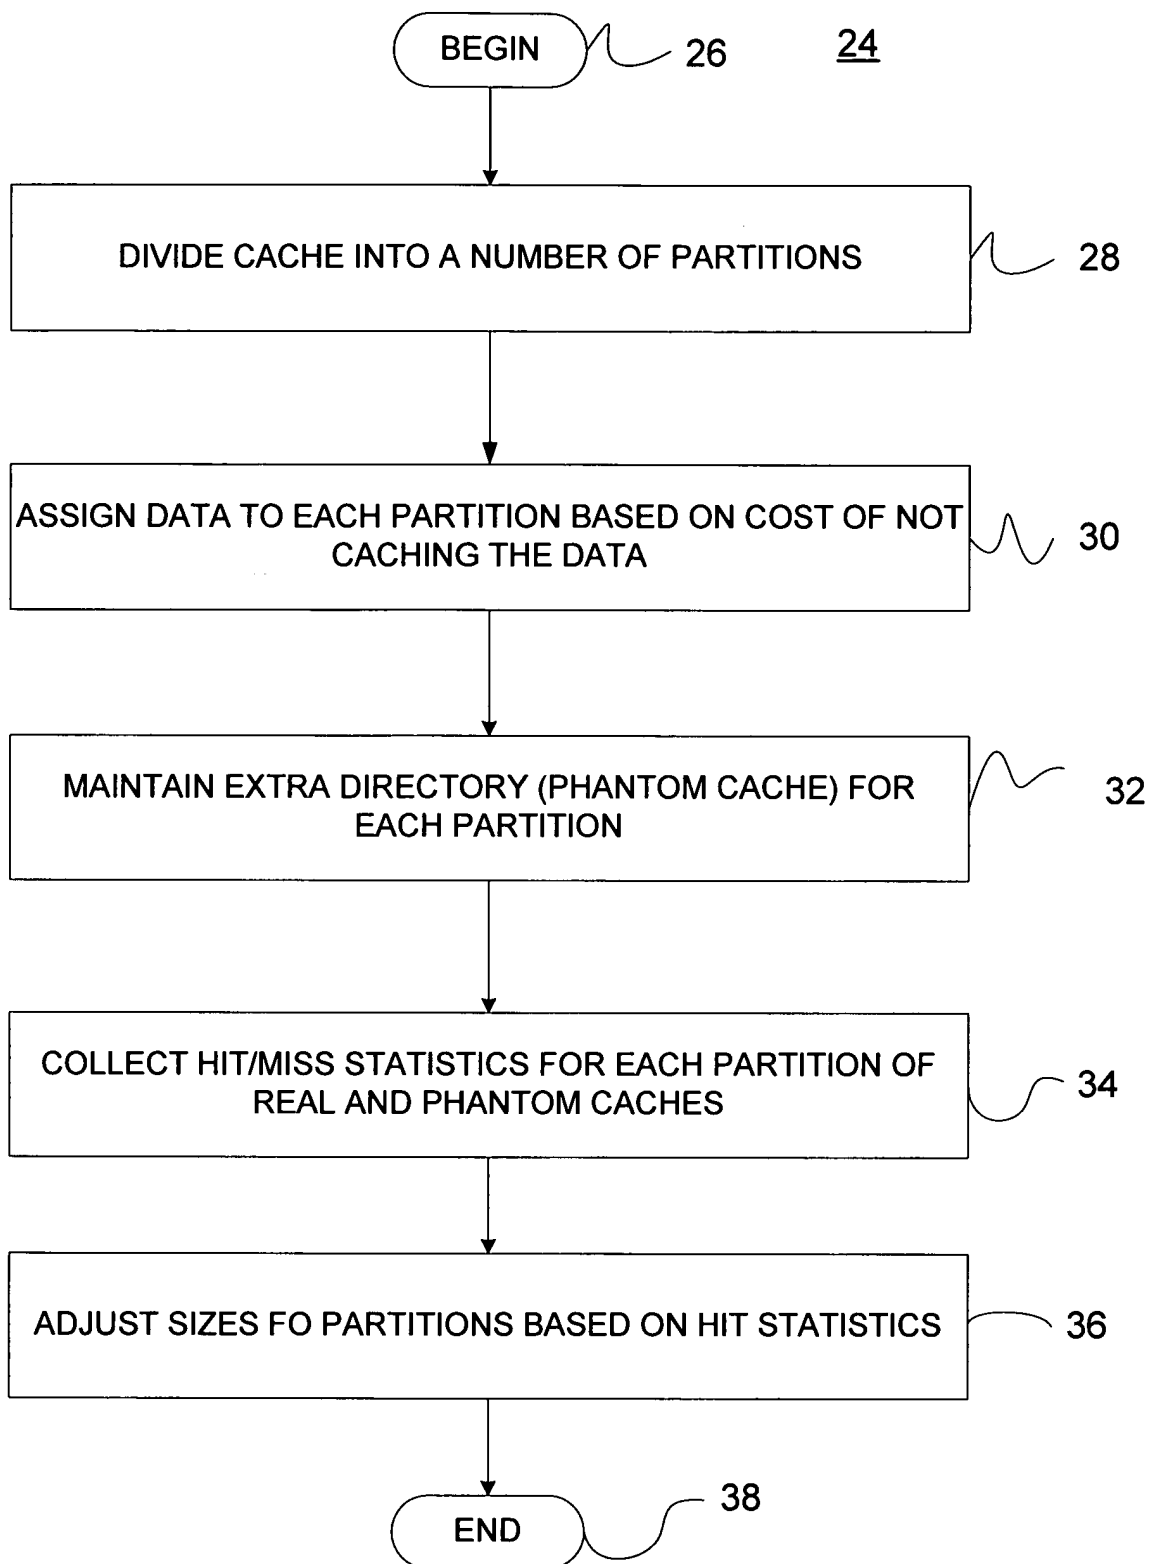 BEGIN
26
24
DIVIDE CACHE INTO A NUMBER OF PARTITIONS
28
ASSIGN DATA TO EACH PARTITION BASED ON COST OF NOT
CACHING THE DATA
30
MAINTAIN EXTRA DIRECTORY (PHANTOM CACHE) FOR
EACH PARTITION
32
COLLECT HIT/MISS STATISTICS FOR EACH PARTITION OF
REAL AND PHANTOM CACHES
34
ADJUST SIZES FO PARTITIONS BASED ON HIT STATISTICS
36
END
38